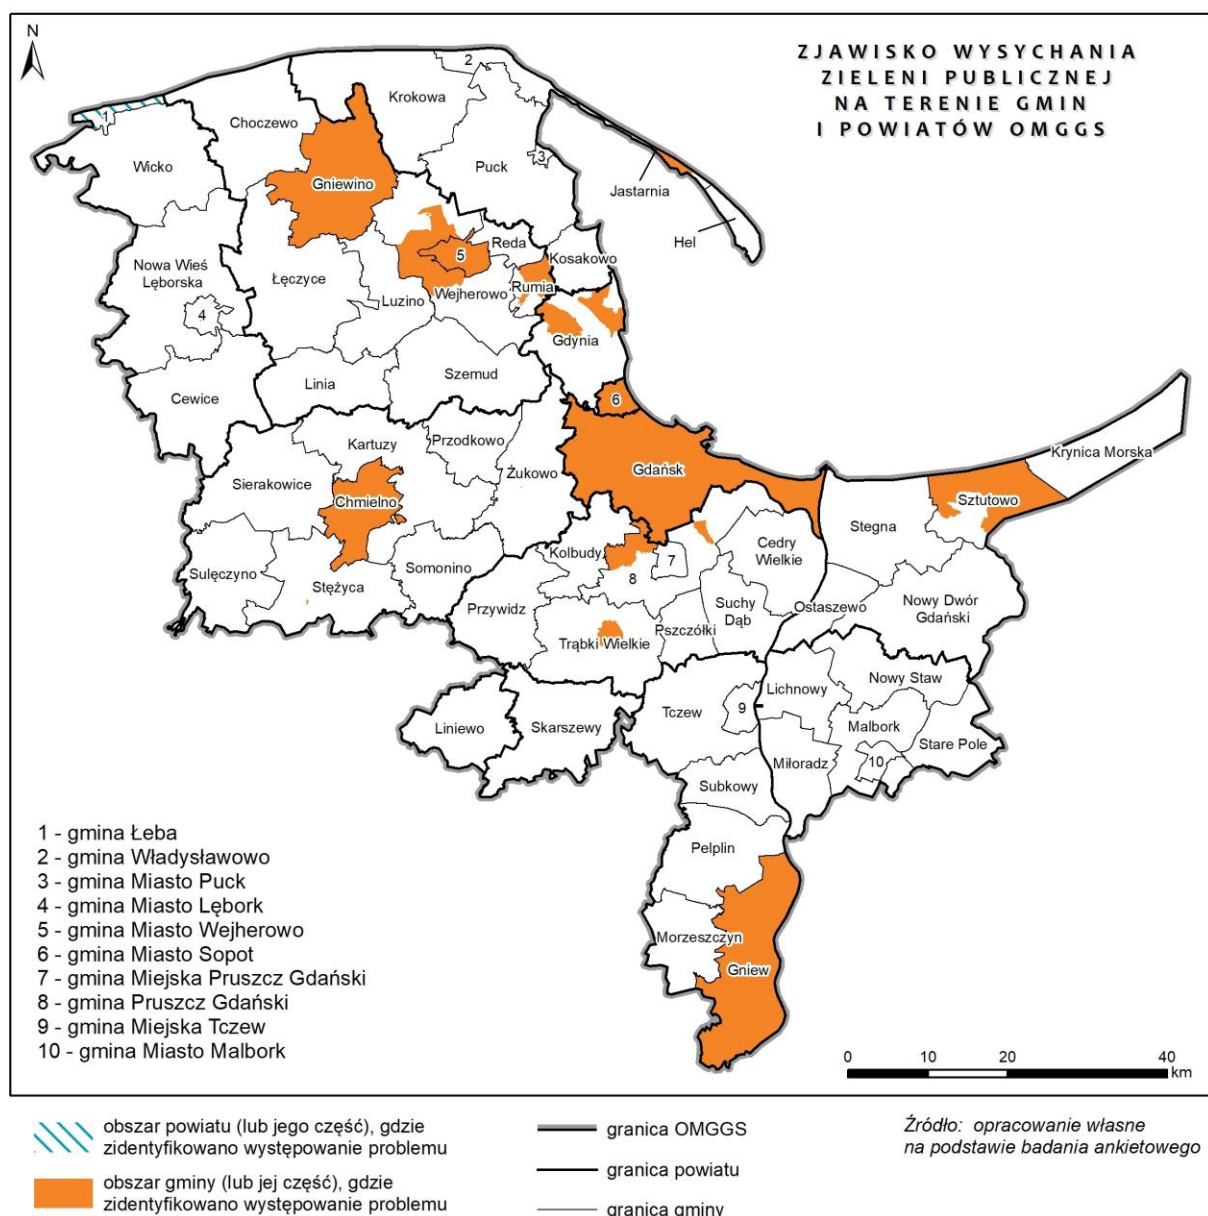 N
ZJAWISKO WYSYCHANIA
ZIELENI PUBLICZNEJ
NA TERENIE GMIN
I POWIATÓW OMGGS
2
Krokowa
1
Choczewo
Wicko
Puck
3
Gniewino
Jastarnia
Hel
Reda
5
Kosakowo
Nowa Wieś
Lęborska
Łęczyce
Rumia
Wejherowo
Luzino
4
Gdynia
Szemud
Linia
Cewice
6
Kartuzy
Przodkowo
Krynica Morska
Żukowo
Gdańsk
Sierakowice
Chmielno
Sztutowo
Stegna
Cedry
Wielkie
Kolbudy
7
Somonino
Sulęczyno
8
Stężyca
Nowy Dwór
Gdański
Suchy
Dąb
Ostaszewo
Przywidz
Pszczółki
Trąbki Wielkie
Nowy Staw
Lichnowy
9
Tczew
Liniewo
Skarszewy
Malbork
Stare Pole
Miłoradz
10
Subkowy
Pelplin
Morzeszczyn
Gniew
1 - gmina Łeba
2 - gmina Władysławowo
3 - gmina Miasto Puck
4 - gmina Miasto Lębork
5 - gmina Miasto Wejherowo
6 - gmina Miasto Sopot
7 - gmina Miejska Pruszcz Gdański
8 - gmina Pruszcz Gdański
9 - gmina Miejska Tczew
10 - gmina Miasto Malbork
0 10 20 40
km
obszar powiatu (lub jego część), gdzie
zidentyfikowano występowanie problemu
obszar gminy (lub jej część), gdzie
zidentyfikowano występowanie problemu
granica OMGGS
granica powiatu
granica gminy
Źródło: opracowanie własne
na podstawie badania ankietowego